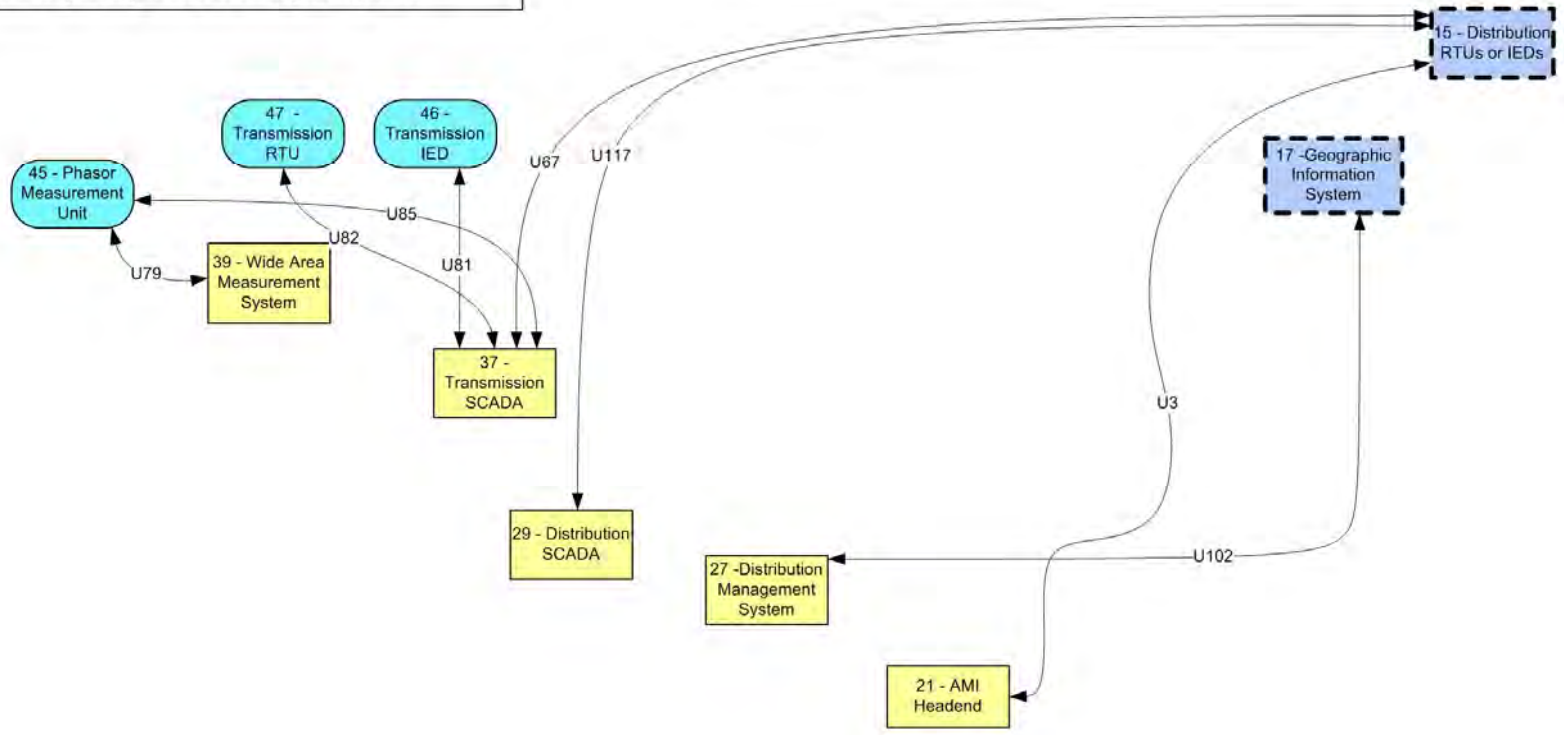 15 - Distribution
RTUs or IEDs
47 -
Transmission
RTU
46 -
Transmission
IED
U67
U117
17 -Geographic
Information
System
45 - Phasor
Measurement
Unit
U85
U82
39 - Wide Area
Measurement
System
U81
U79
37 -
Transmission
SCADA
U3
29 - Distribution
SCADA
27 -Distribution
Management
System
U102
21 - AMI
Headend